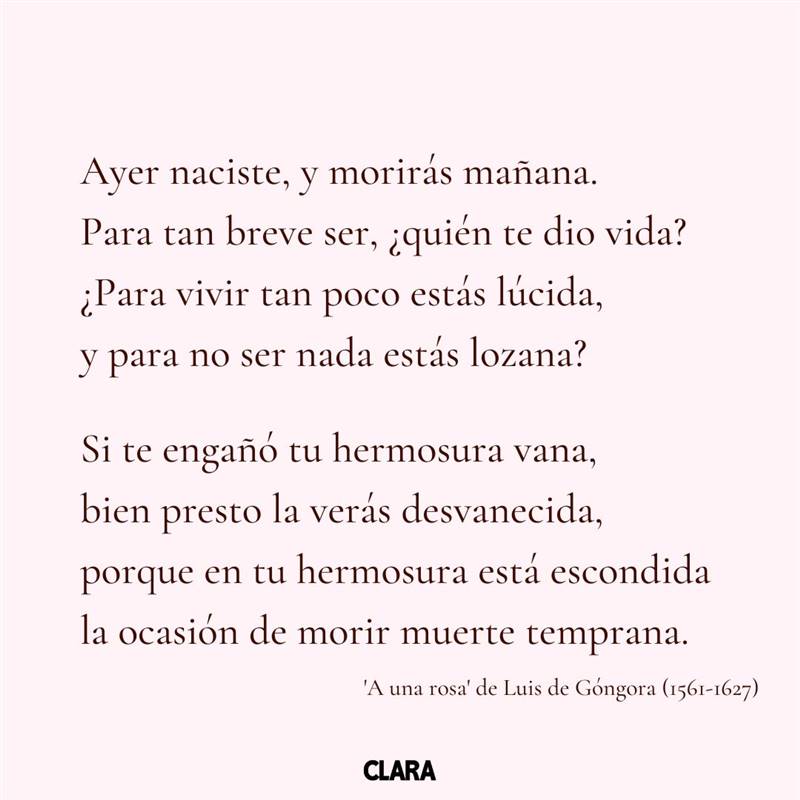 Ayer naciste, y morirás mañana.
Para tan breve ser, ¿quién te dio vida?
¿Para vivir tan poco estás lúcida,
y para no ser nada estás lozana?
Si te engañó tu hermosura vana,
bien presto la verás desvanecida,
porque en tu hermosura está escondida
la ocasión de morir muerte temprana.
'A una rosa' de Luis de Góngora (1561-1627)
CLARA